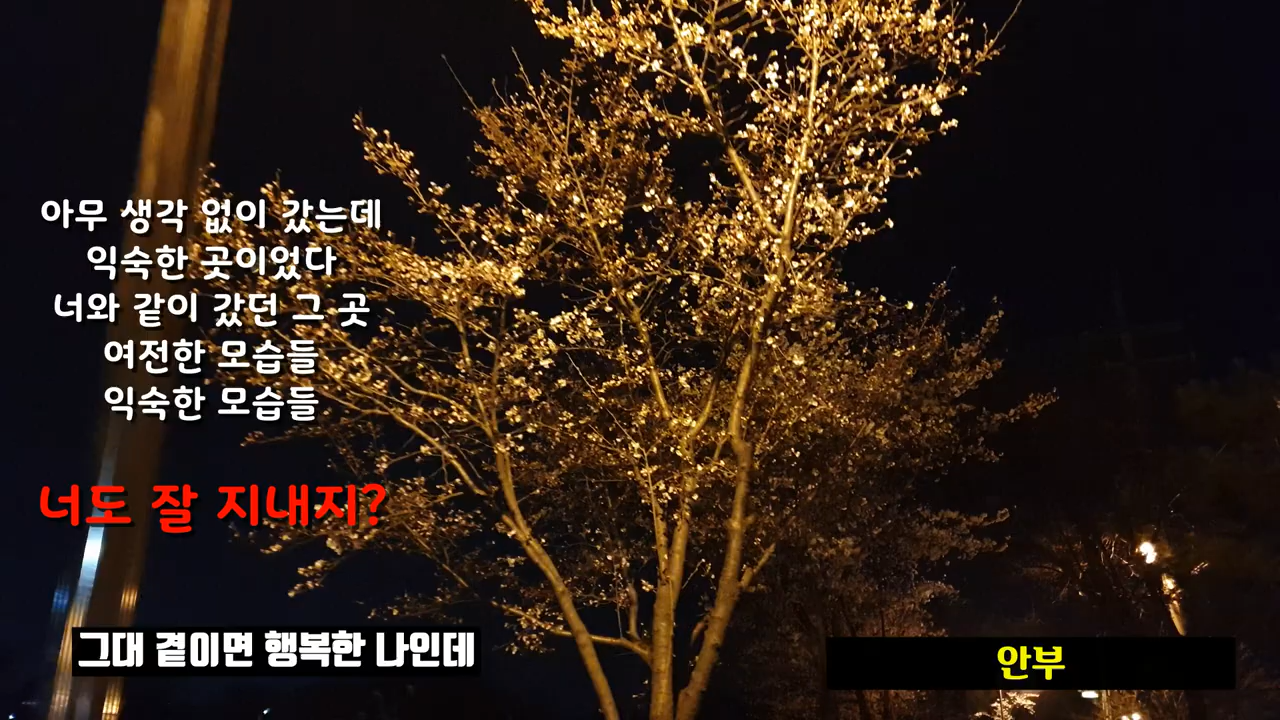 아무 생각 없이 갔는데
익숙한 곳이었다
너와 같이 갔던 그 곳
여전한 모습들
익숙한 모습들
너도 잘 지내지?
그대 곁이면 행복한 나인데
안부